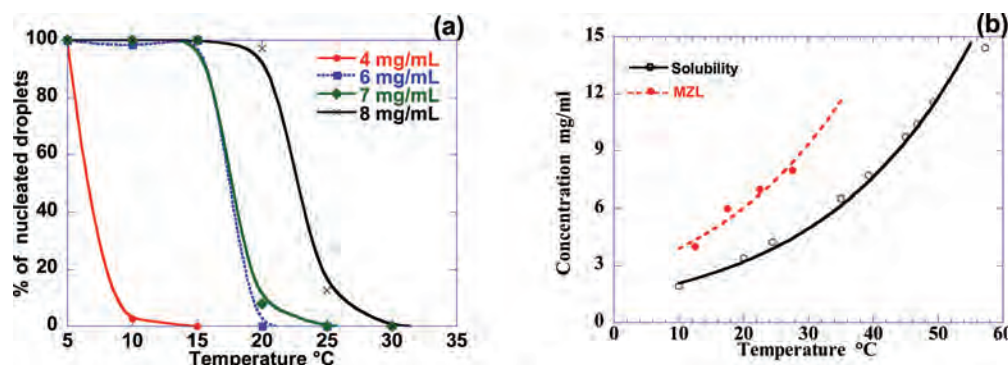 (a)
% of nucleated droplets
100
80
60
40
20
0
4 mg/mL
6 mg/mL
7 mg/mL
8 mg/mL
5 10 15 20 25 30 35
Temperature °C
(b)
Concentration mg/ml
15
12
9
6
3
0
Solubility
MZL
0 10 20 30 40 50 60
Temperature °C